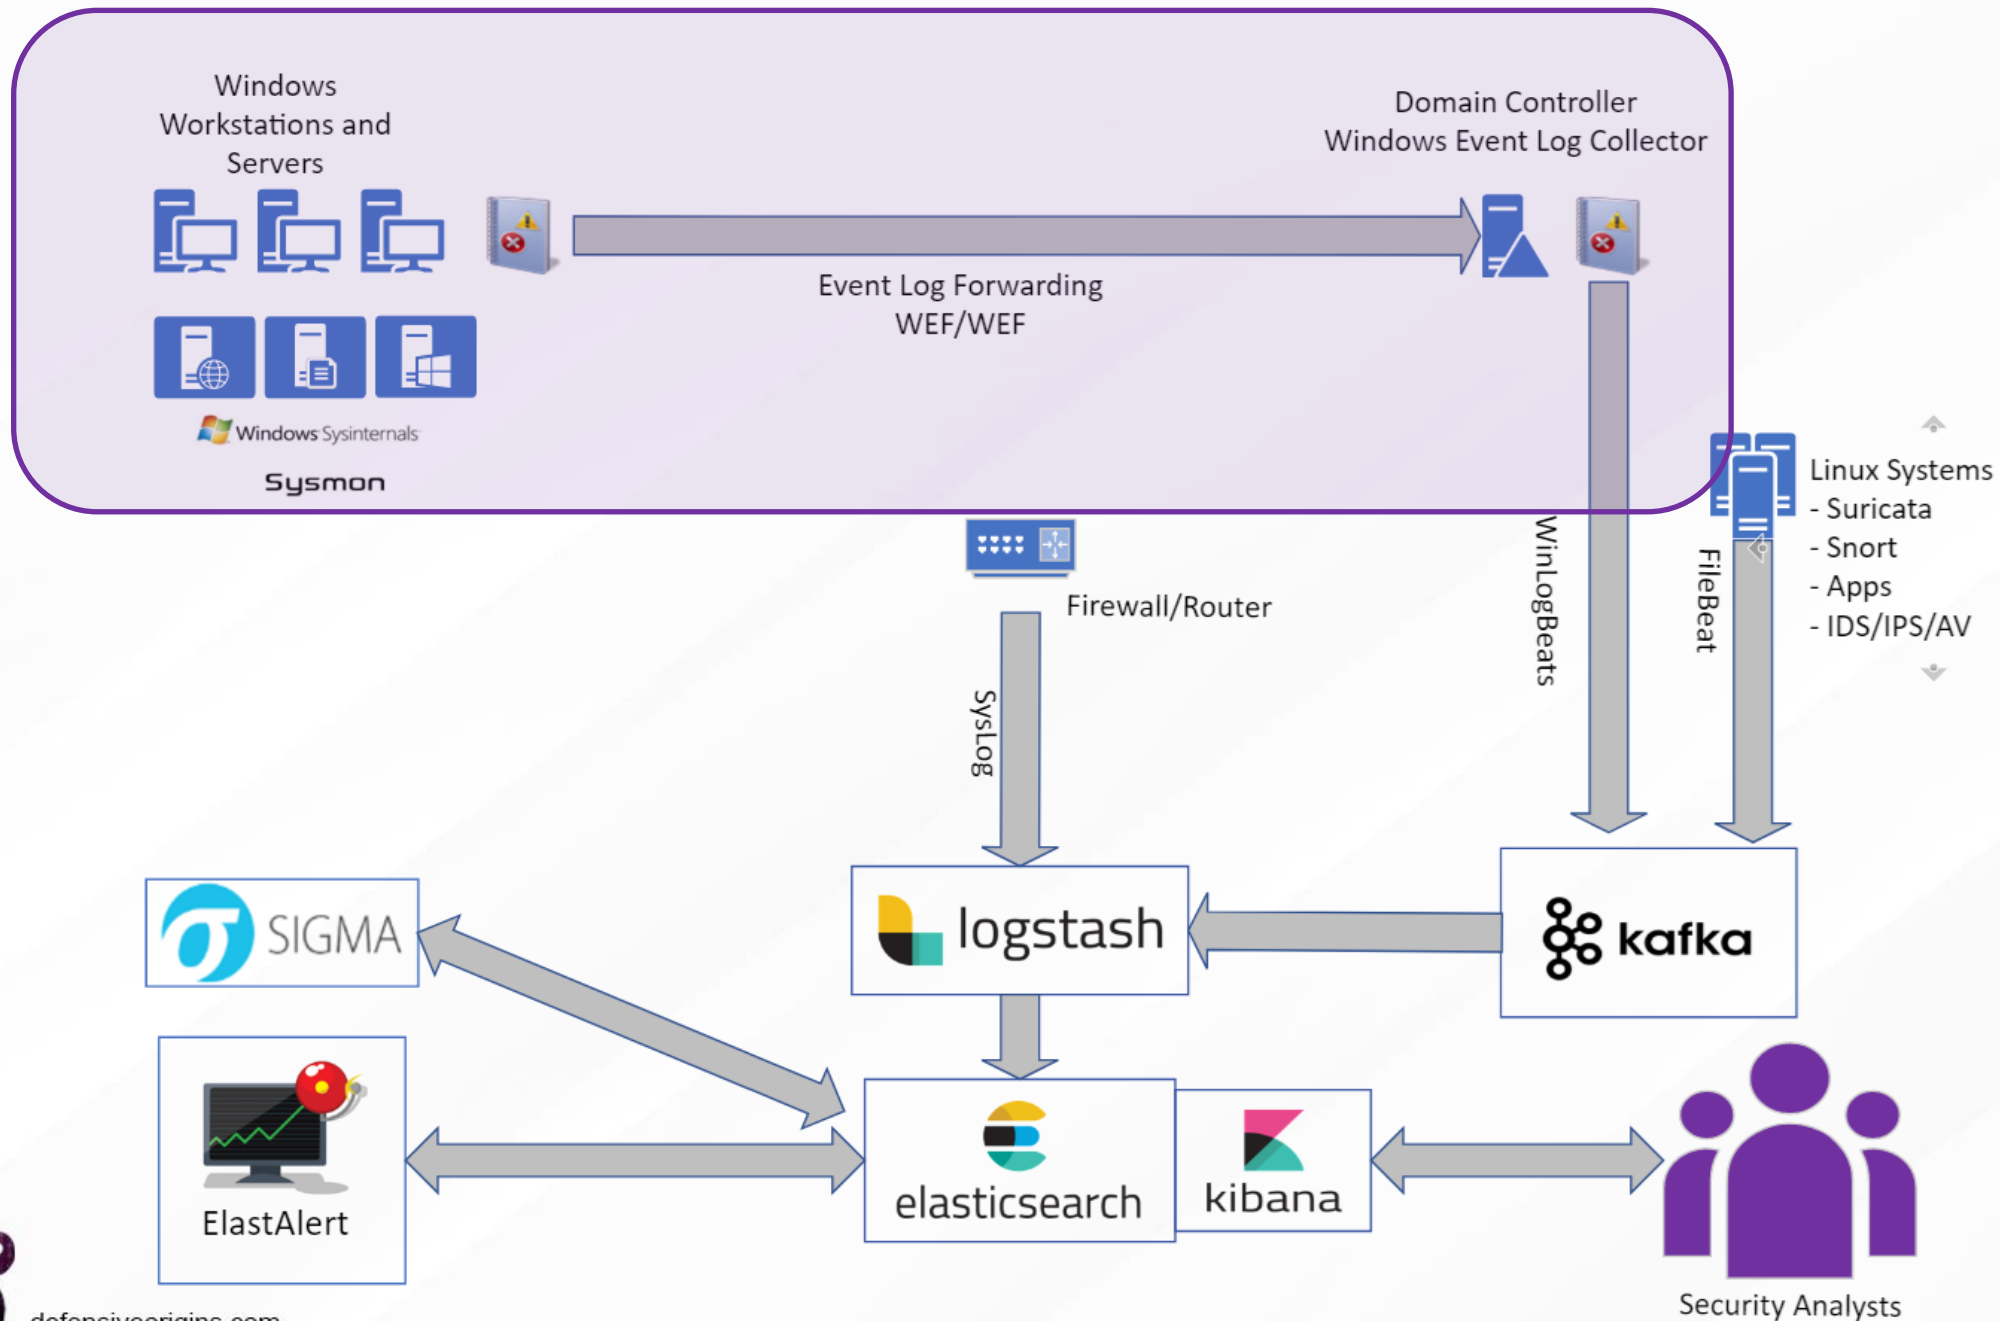 Windows
Workstations and
Servers
Domain Controller
Windows Event Log Collector
Event Log Forwarding
WEF/WEF
Windows Sysinternals
Sysmon
Linux Systems
- Suricata
- Snort
- Apps
- IDS/IPS/AV
WinLogBeats
FileBeat
Firewall/Router
SysLog
SIGMA
logstash
kafka
ElastAlert
elasticsearch
kibana
Security Analysts
defensiveorigins.com